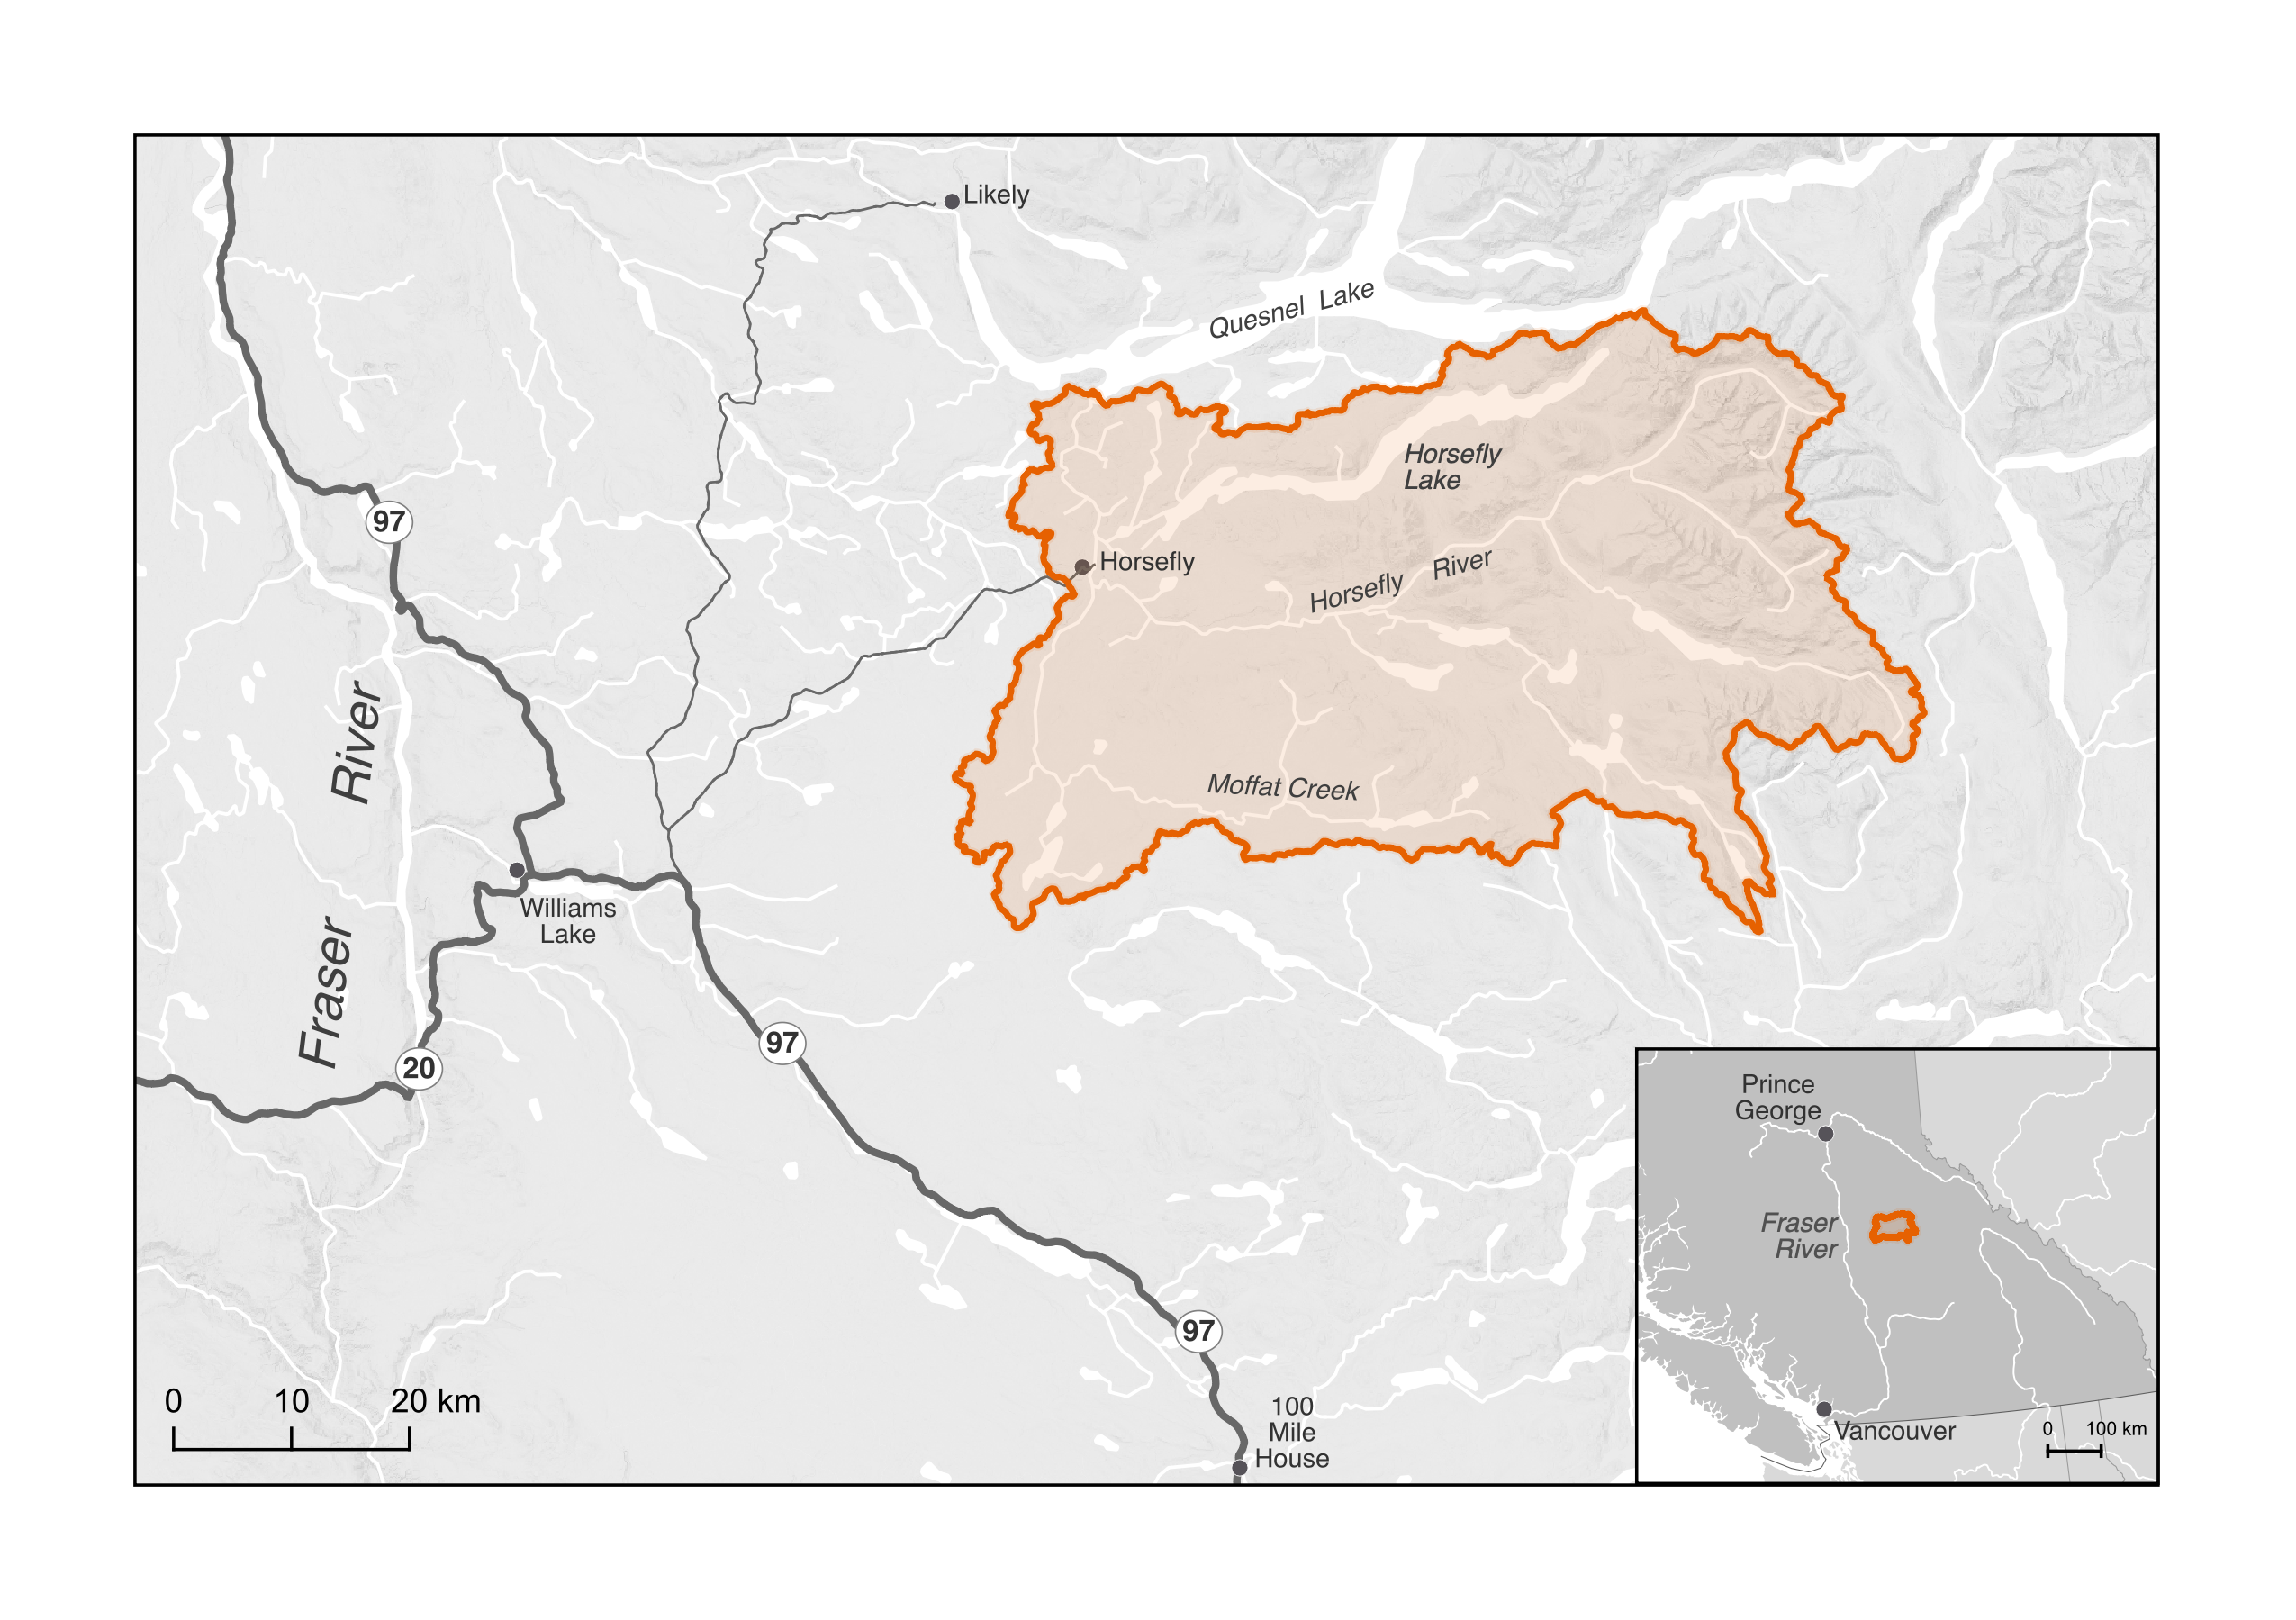 Likely
Quesnel Lake
Horsefly
Lake
97
Horsefly
Horsefly River
River
Moffat Creek
Williams
Lake
Fraser
97
20
Prince
George
Fraser
River
97
0 10 20 km
100
Mile
House
Vancouver
0 100 km